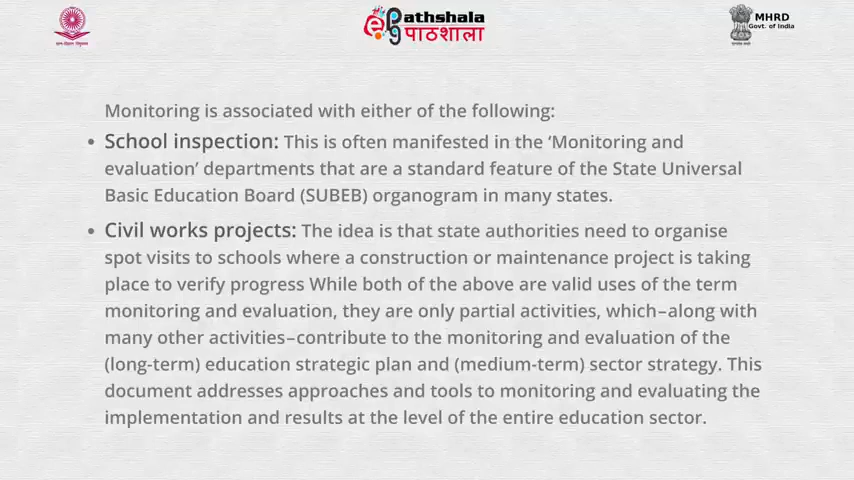 ePathshala
पाठशाला
MHRD
Govt. of India
Monitoring is associated with either of the following:
• School inspection: This is often manifested in the ‘Monitoring and
evaluation’ departments that are a standard feature of the State Universal
Basic Education Board (SUBEB) organogram in many states.
• Civil works projects: The idea is that state authorities need to organise
spot visits to schools where a construction or maintenance project is taking
place to verify progress While both of the above are valid uses of the term
monitoring and evaluation, they are only partial activities, which–along with
many other activities–contribute to the monitoring and evaluation of the
(long-term) education strategic plan and (medium-term) sector strategy. This
document addresses approaches and tools to monitoring and evaluating the
implementation and results at the level of the entire education sector.